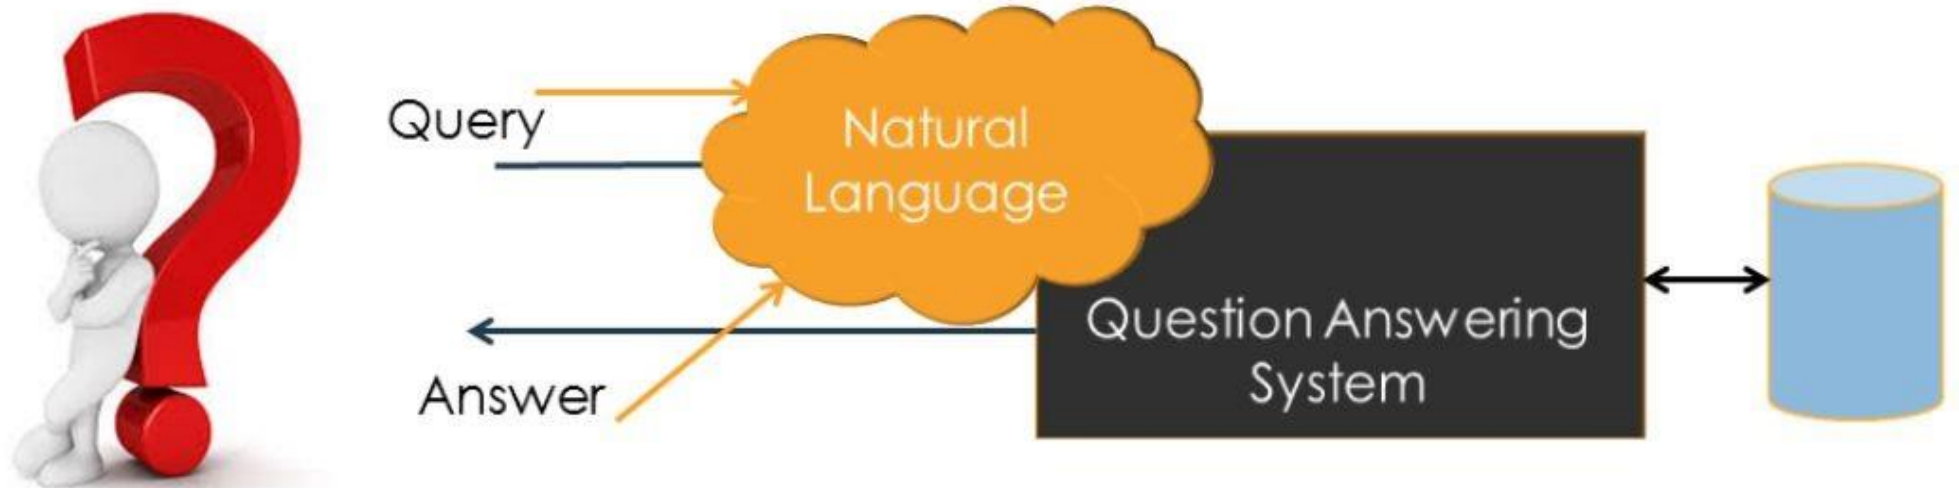 Query
Natural
Language
Answer
Question Answering
System